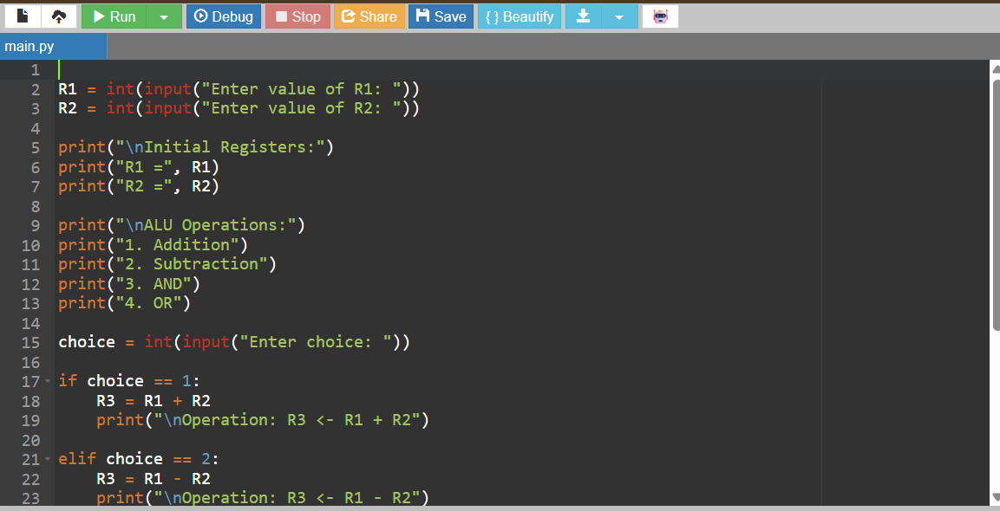 Run Debug Stop Share Save { } Beautify
main.py
1
2 R1 = int(input("Enter value of R1: "))
3 R2 = int(input("Enter value of R2: "))
4
5 print("\nInitial Registers:")
6 print("R1 =", R1)
7 print("R2 =", R2)
8
9 print("\nALU Operations:")
10 print("1. Addition")
11 print("2. Subtraction")
12 print("3. AND")
13 print("4. OR")
14
15 choice = int(input("Enter choice: "))
16
17 if choice == 1:
18     R3 = R1 + R2
19     print("\nOperation: R3 <- R1 + R2")
20
21 elif choice == 2:
22     R3 = R1 - R2
23     print("\nOperation: R3 <- R1 - R2")